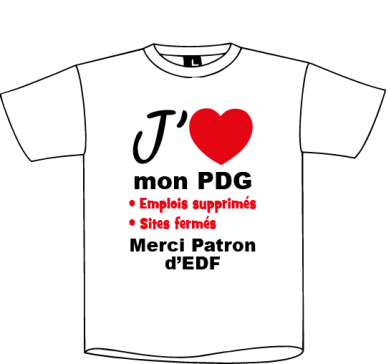 L
J'❤
mon PDG
• Emplois supprimés
• Sites fermés
Merci Patron
d'EDF